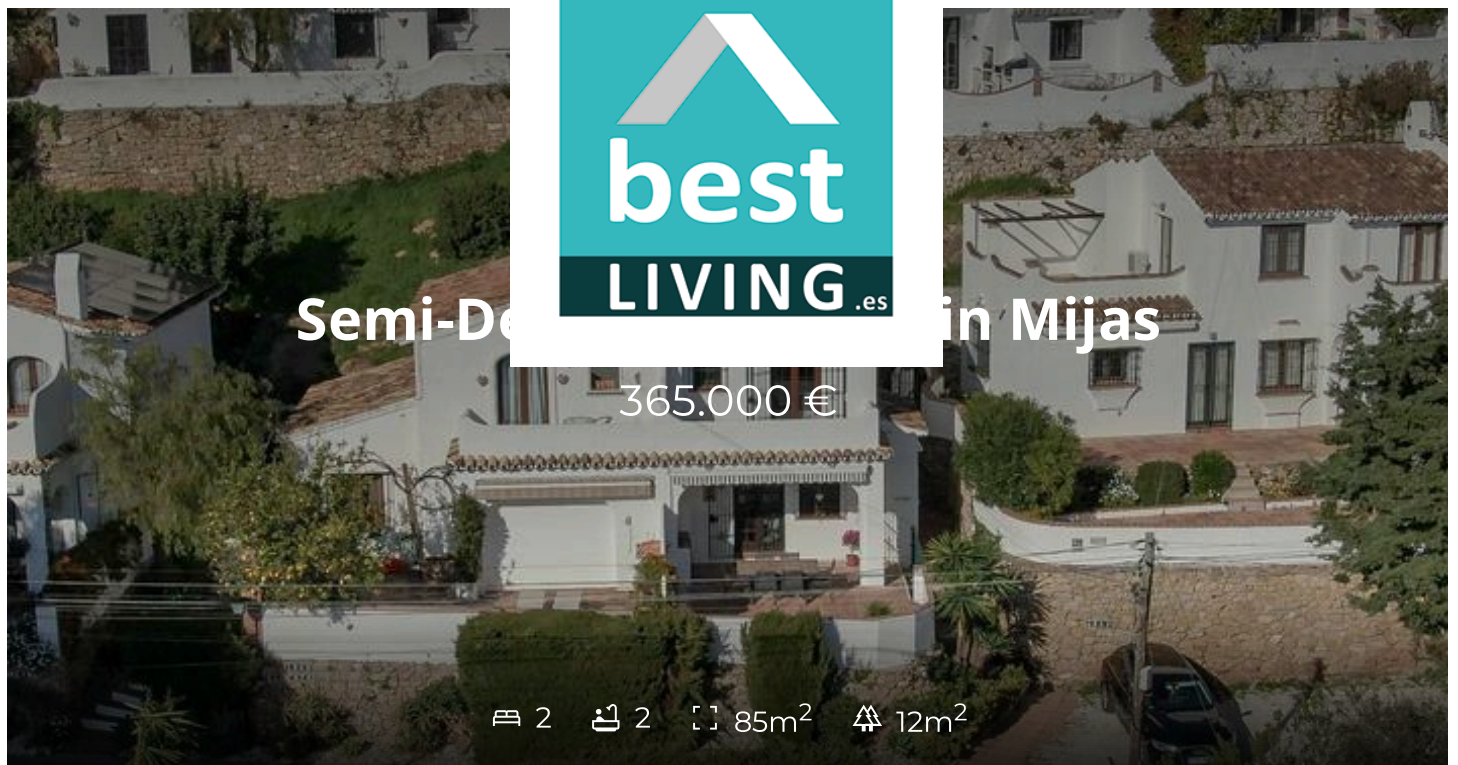 best
LIVING.es
Semi-De in Mijas
365.000 €
2 2 85m² 12m²